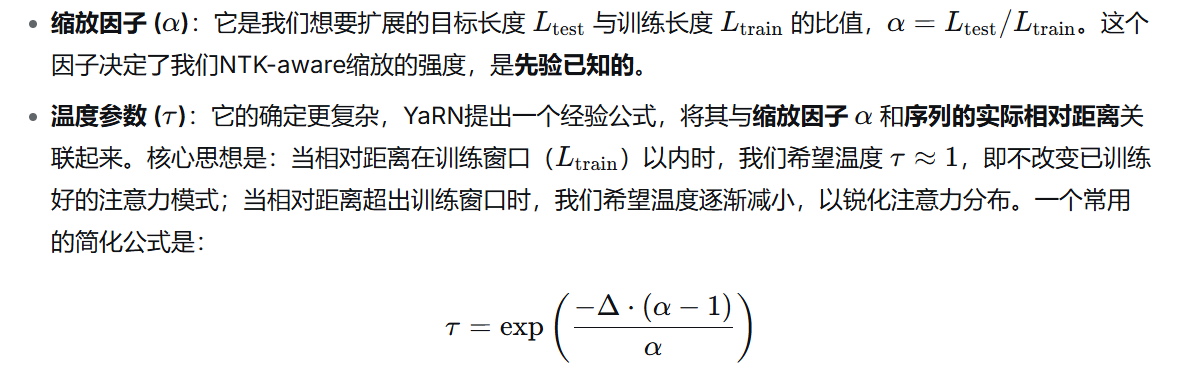 • 缩放因子 (α)：它是我们想要扩展的目标长度 L_test 与训练长度 L_train 的比值，α = L_test/L_train。这个
因子决定了我们NTK-aware缩放的强度，是先验已知的。
• 温度参数 (τ)：它的确定更复杂，YaRN提出一个经验公式，将其与缩放因子 α 和序列的实际相对距离关
联起来。核心思想是：当相对距离在训练窗口（L_train）以内时，我们希望温度 τ ≈ 1，即不改变已训练
好的注意力模式；当相对距离超出训练窗口时，我们希望温度逐渐减小，以锐化注意力分布。一个常用
的简化公式是：
τ = exp(−Δ · (α − 1) / α)